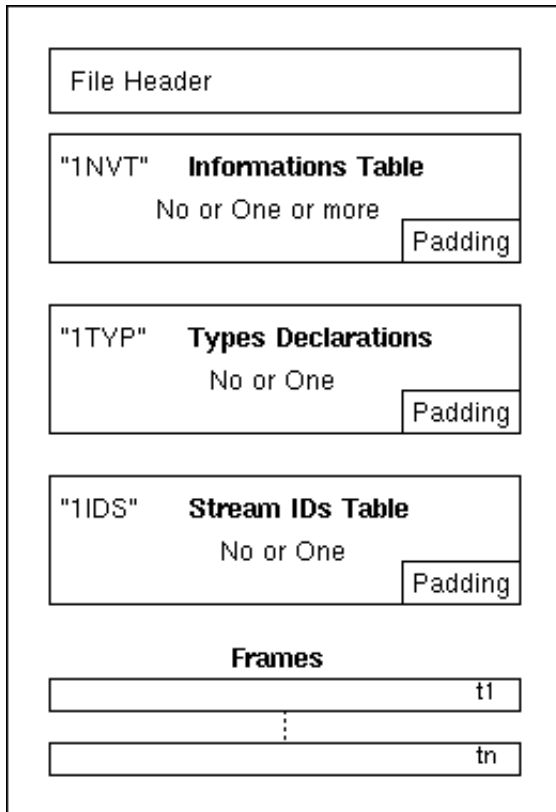 File Header
"1NVT" Informations Table
No or One or more
Padding
"1TYP" Types Declarations
No or One
Padding
"1IDS" Stream IDs Table
No or One
Padding
Frames
t1
tn